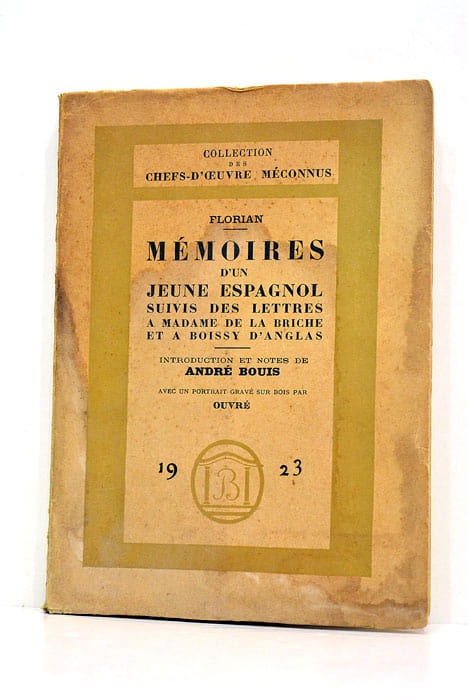 COLLECTION
DES
CHEFS-D'ŒUVRE MÉCONNUS
FLORIAN
MÉMOIRES
D'UN
JEUNE ESPAGNOL
SUIVIS DES LETTRES
A MADAME DE LA BRICHE
ET A BOISSY D'ANGLAS
INTRODUCTION ET NOTES DE
ANDRÉ BOUIS
AVEC UN PORTRAIT GRAVÉ SUR BOIS PAR
OUVRÉ
19 23
B